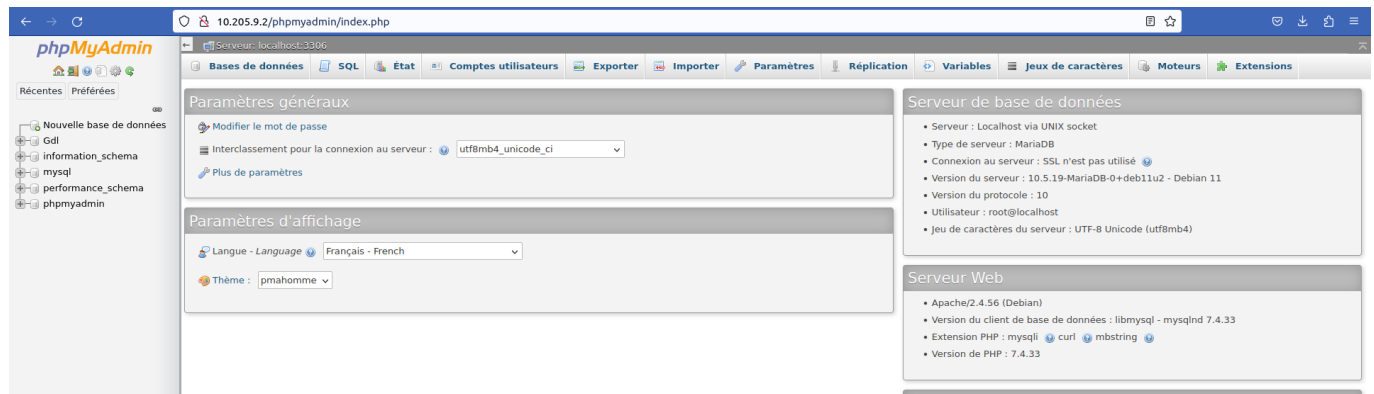 10.205.9.2/phpmyadmin/index.php
phpMyAdmin
Récentes Préférées
Nouvelle base de données
Gdl
information_schema
mysql
performance_schema
phpmyadmin
Serveur: localhost:3306
Bases de données SQL État Comptes utilisateurs Exporter Importer Paramètres Réplication Variables Jeux de caractères Moteurs Extensions
Paramètres généraux
Modifier le mot de passe
Interclassement pour la connexion au serveur : utf8mb4_unicode_ci
Plus de paramètres
Paramètres d'affichage
Langue - Language Français - French
Thème : pmahomme
Serveur de base de données
• Serveur : Localhost via UNIX socket
• Type de serveur : MariaDB
• Connexion au serveur : SSL n'est pas utilisé
• Version du serveur : 10.5.19-MariaDB-0+deb11u2 - Debian 11
• Version du protocole : 10
• Utilisateur : root@localhost
• Jeu de caractères du serveur : UTF-8 Unicode (utf8mb4)
Serveur Web
• Apache/2.4.56 (Debian)
• Version du client de base de données : libmysql - mysqlnd 7.4.33
• Extension PHP : mysqli curl mbstring
• Version de PHP : 7.4.33